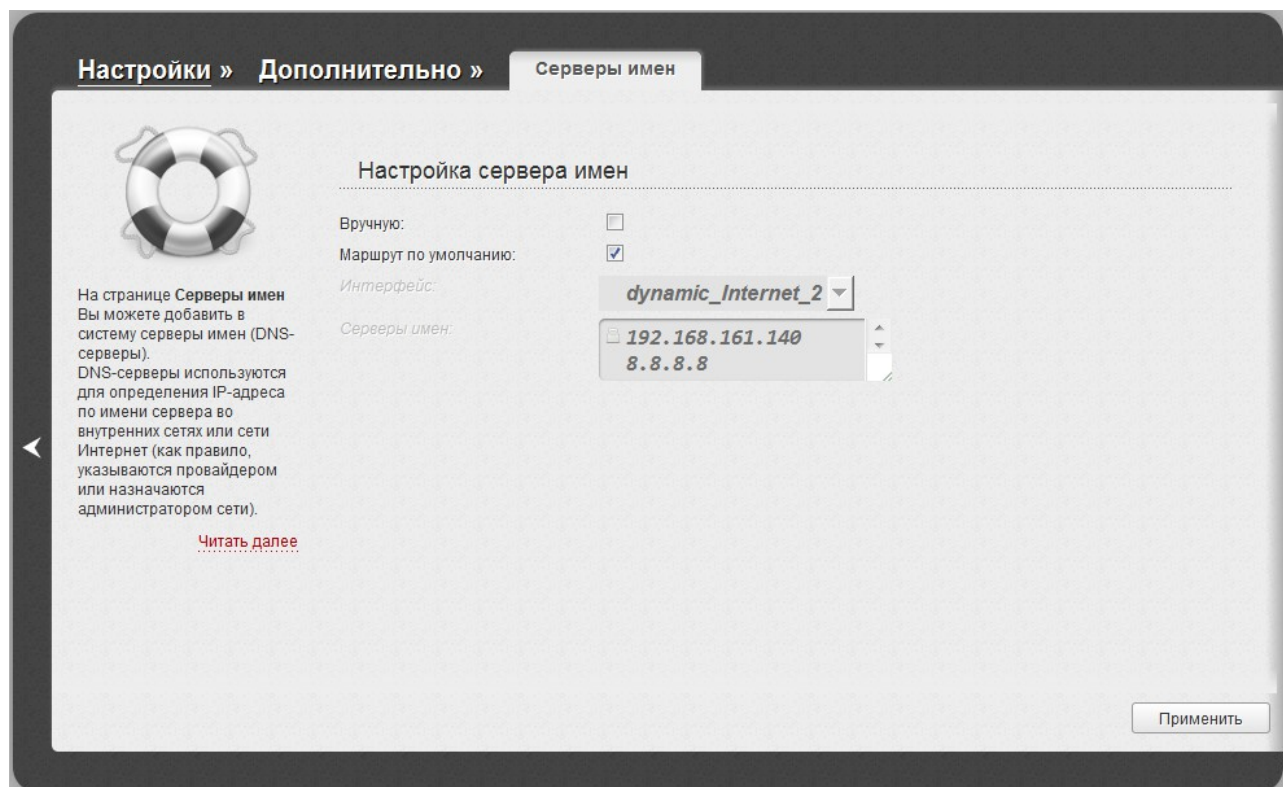 Настройки » Дополнительно » Серверы имен
На странице Серверы имен
Вы можете добавить в
систему серверы имен (DNS-
серверы).
DNS-серверы используются
для определения IP-адреса
по имени сервера во
внутренних сетях или сети
Интернет (как правило,
указываются провайдером
или назначаются
администратором сети).
Читать далее
Настройка сервера имен
Вручную:
Маршрут по умолчанию:
Интерфейс: dynamic_Internet_2
Серверы имен: 192.168.161.140
8.8.8.8
Применить